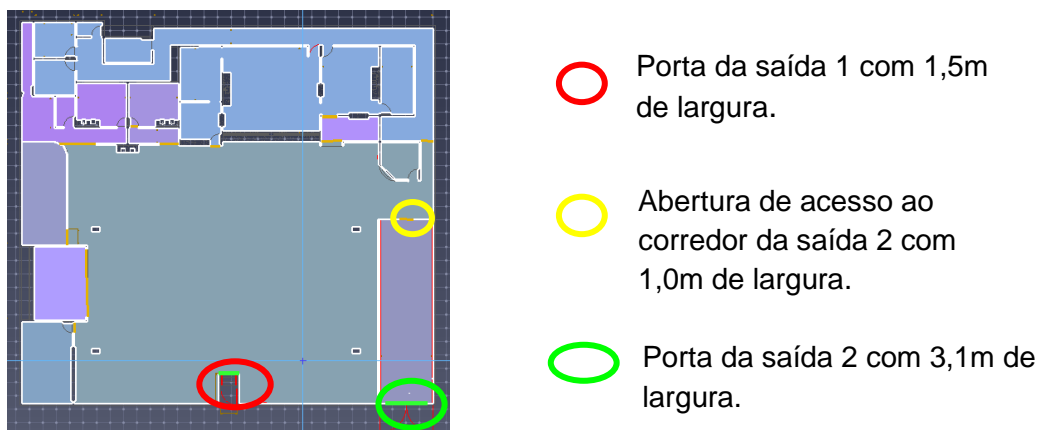 Porta da saída 1 com 1,5m
de largura.
Abertura de acesso ao
corredor da saída 2 com
1,0m de largura.
Porta da saída 2 com 3,1m de
largura.